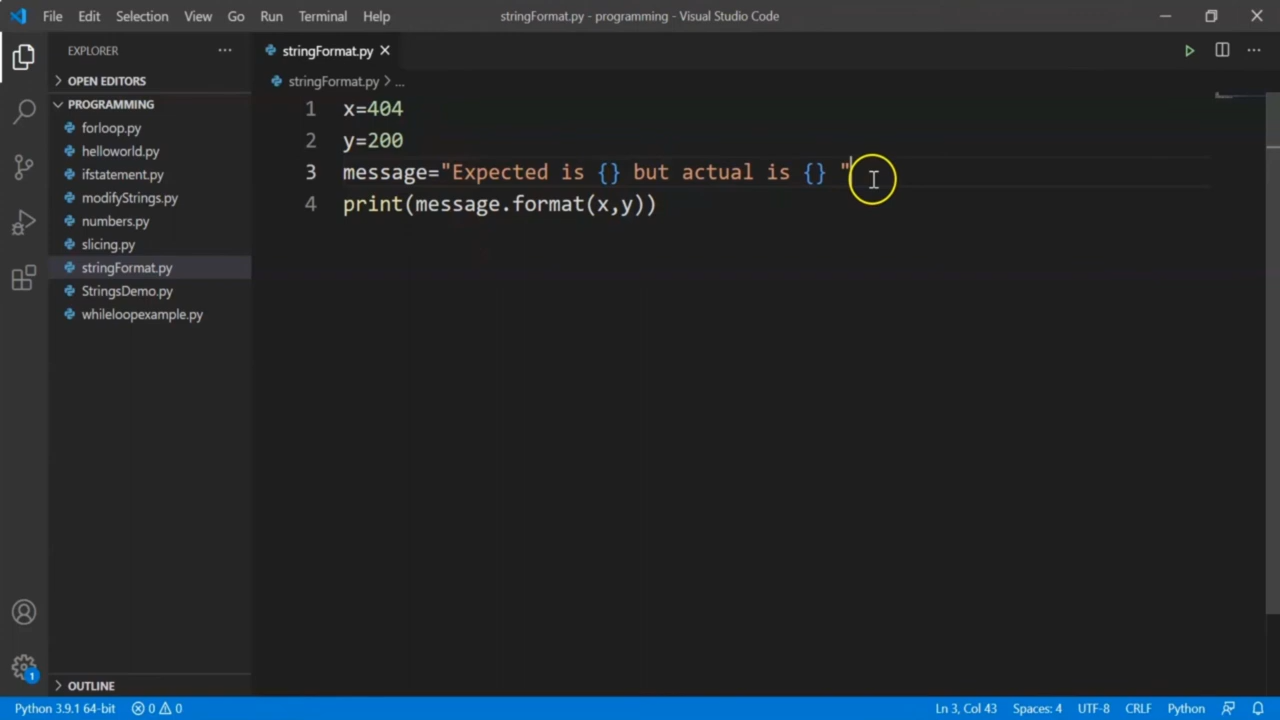 File Edit Selection View Go Run Terminal Help
stringFormat.py - programming - Visual Studio Code
EXPLORER ...
OPEN EDITORS
PROGRAMMING
forloop.py
helloworld.py
ifstatement.py
modifyStrings.py
numbers.py
slicing.py
stringFormat.py
StringsDemo.py
whileloopexample.py
OUTLINE
stringFormat.py
stringFormat.py > ...
1 x=404
2 y=200
3 message="Expected is {} but actual is {} "
4 print(message.format(x,y))
1
Python 3.9.1 64-bit 0 0 Ln 3, Col 43 Spaces: 4 UTF-8 CRLF Python